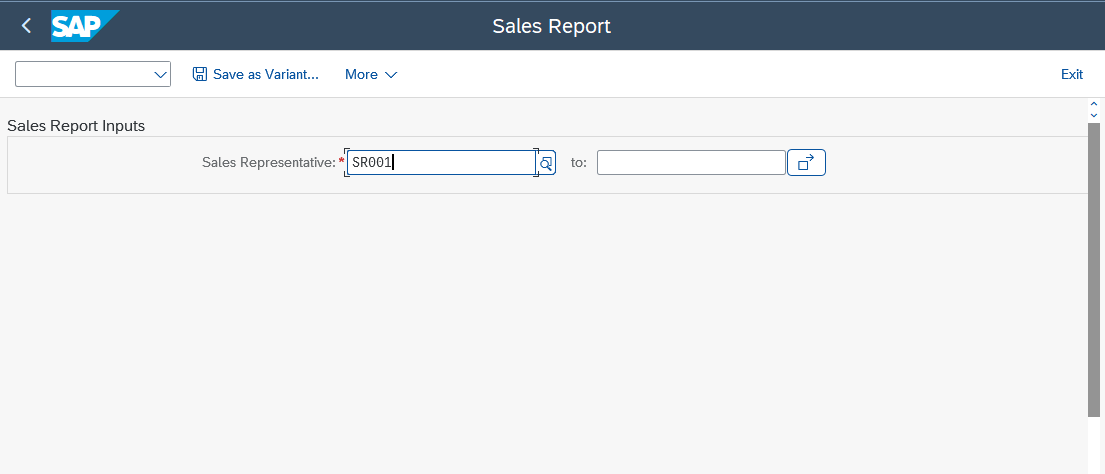 SAP Sales Report
Save as Variant... More Exit
Sales Report Inputs
Sales Representative: * SR001 to: